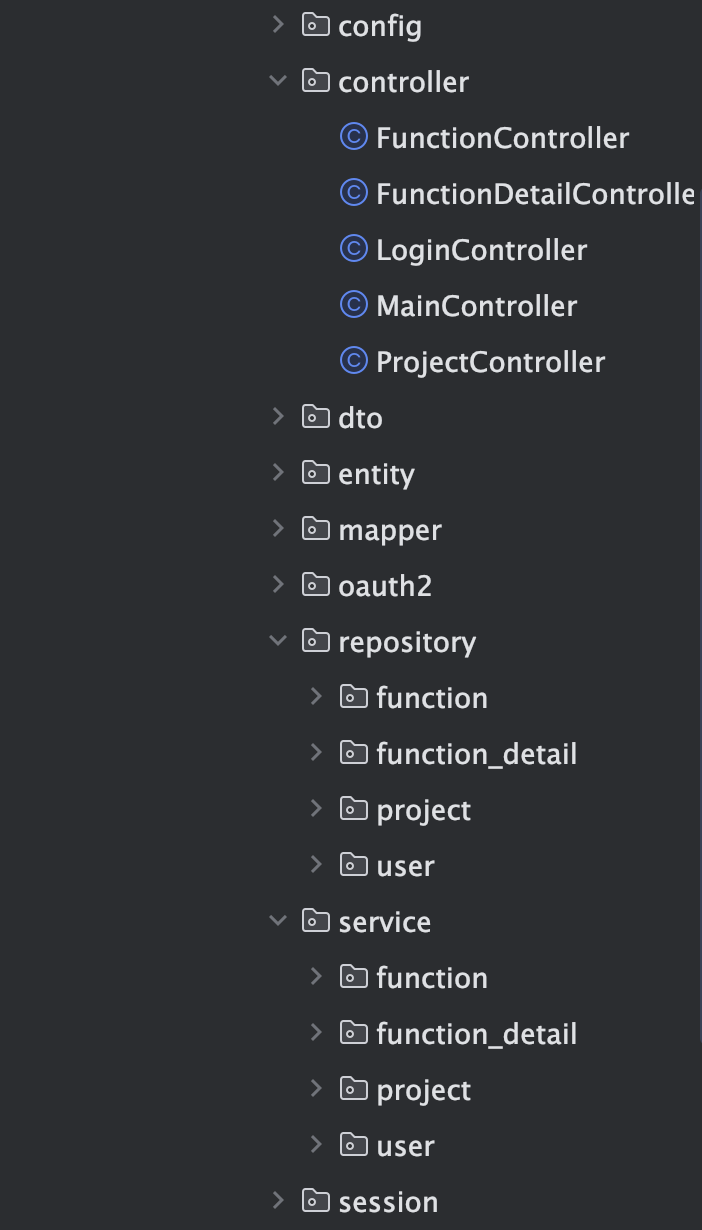 config
controller
FunctionController
FunctionDetailControlle
LoginController
MainController
ProjectController
dto
entity
mapper
oauth2
repository
function
function_detail
project
user
service
function
function_detail
project
user
session